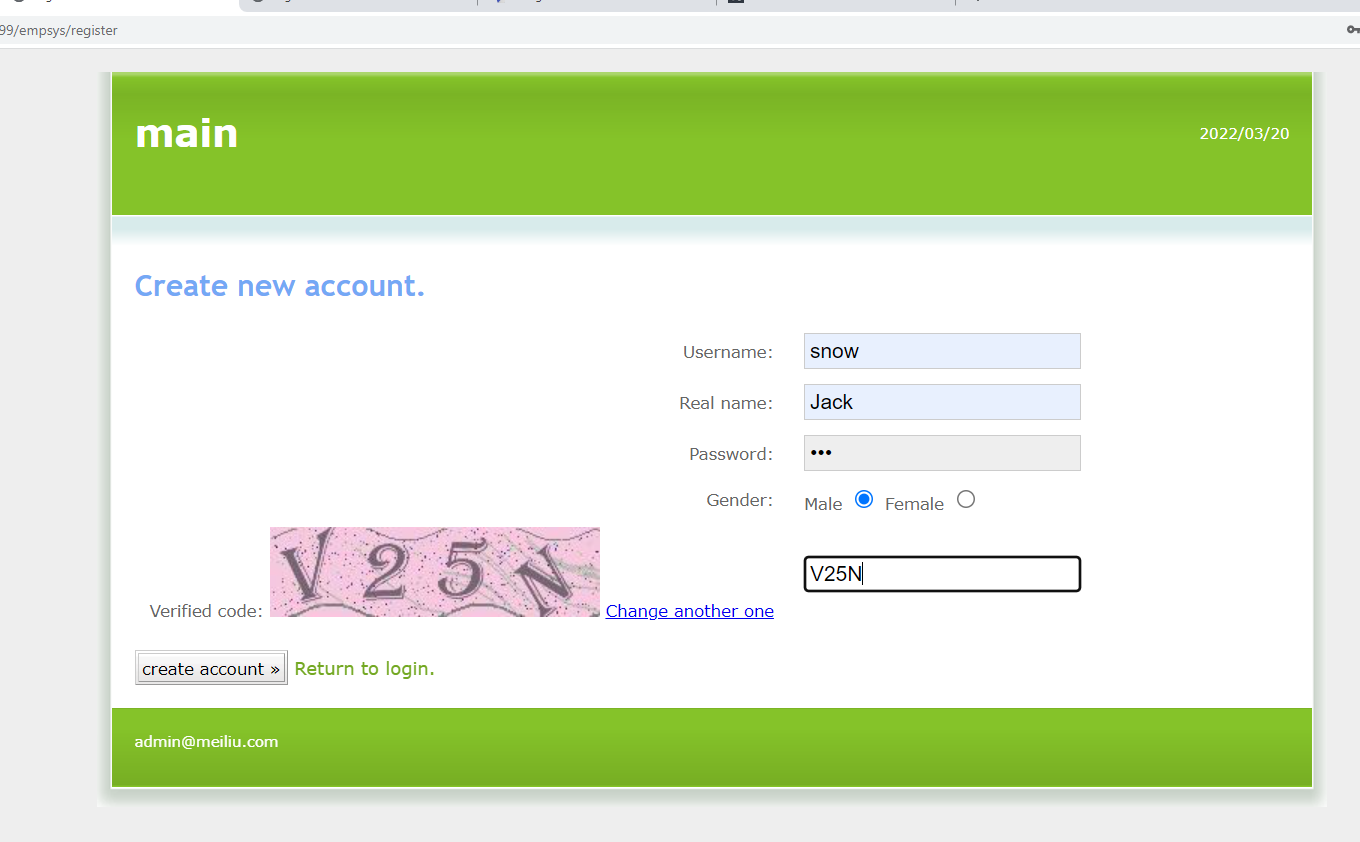 99/empsys/register
main
2022/03/20
Create new account.
Username: snow
Real name: Jack
Password: •••
Gender: Male Female
V25N
V25N
Verified code: Change another one
create account » Return to login.
admin@meiliu.com